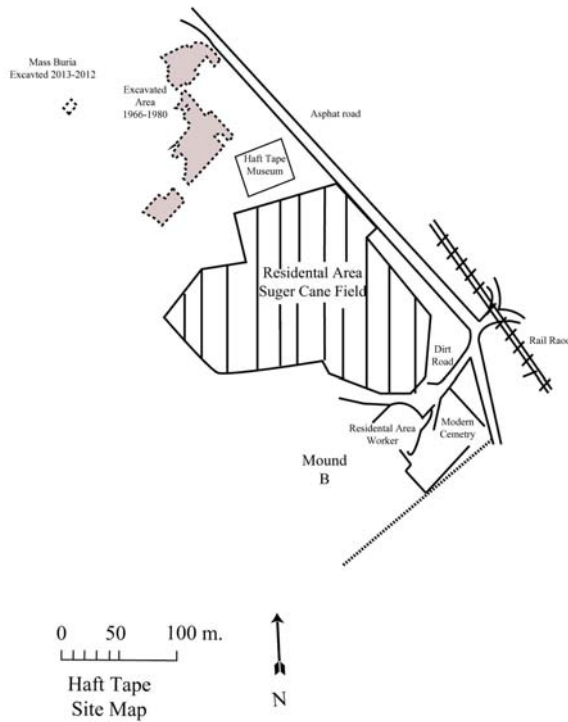 Mass Buria
Excavted 2013-2012
Excavated
Area
1966-1980
Asphat road
Haft Tape
Museum
Residental Area
Suger Cane Field
Rail Raod
Dirt
Road
Residental Area
Worker
Modern
Cemetry
Mound
B
0 50 100 m.
Haft Tape
Site Map
N